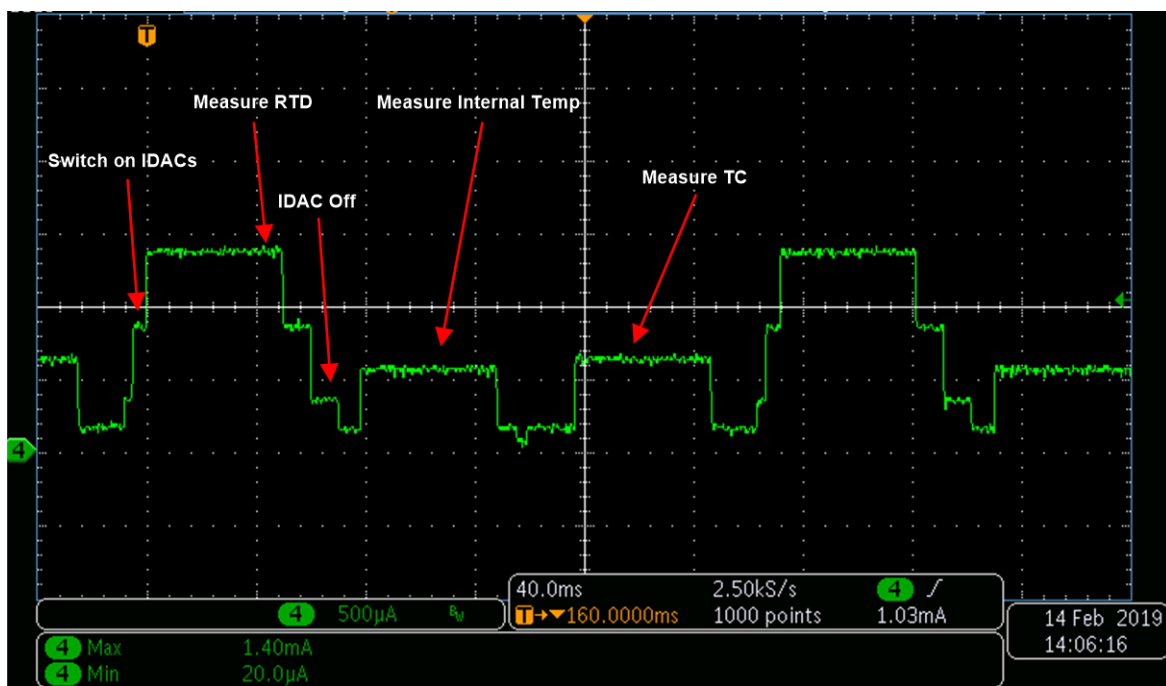 T
Measure RTD
Measure Internal Temp
Switch on IDACs
Measure TC
IDAC Off
4
40.0ms 2.50kS/s 4
4 500µA BW
T→▼160.0000ms 1000 points 1.03mA
14 Feb 2019
14:06:16
4 Max 1.40mA
4 Min 20.0µA